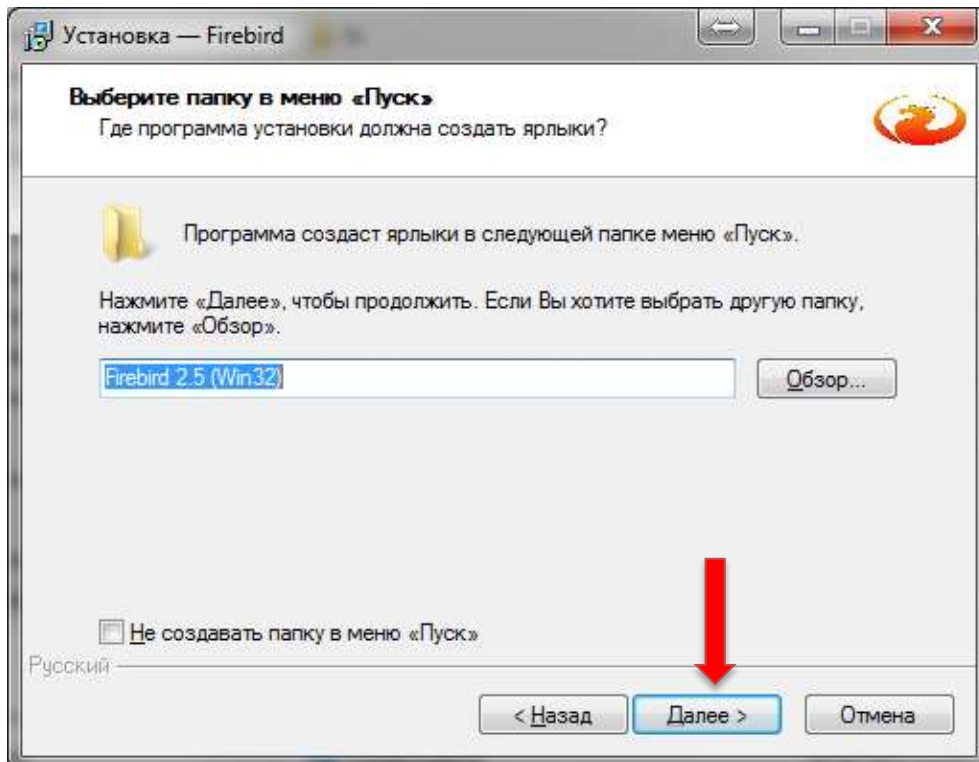 Установка — Firebird
Выберите папку в меню «Пуск»
Где программа установки должна создать ярлыки?
Программа создаст ярлыки в следующей папке меню «Пуск».
Нажмите «Далее», чтобы продолжить. Если Вы хотите выбрать другую папку,
нажмите «Обзор».
Firebird 2.5 (Win32)
Обзор...
Не создавать папку в меню «Пуск»
Русский
< Назад
Далее >
Отмена